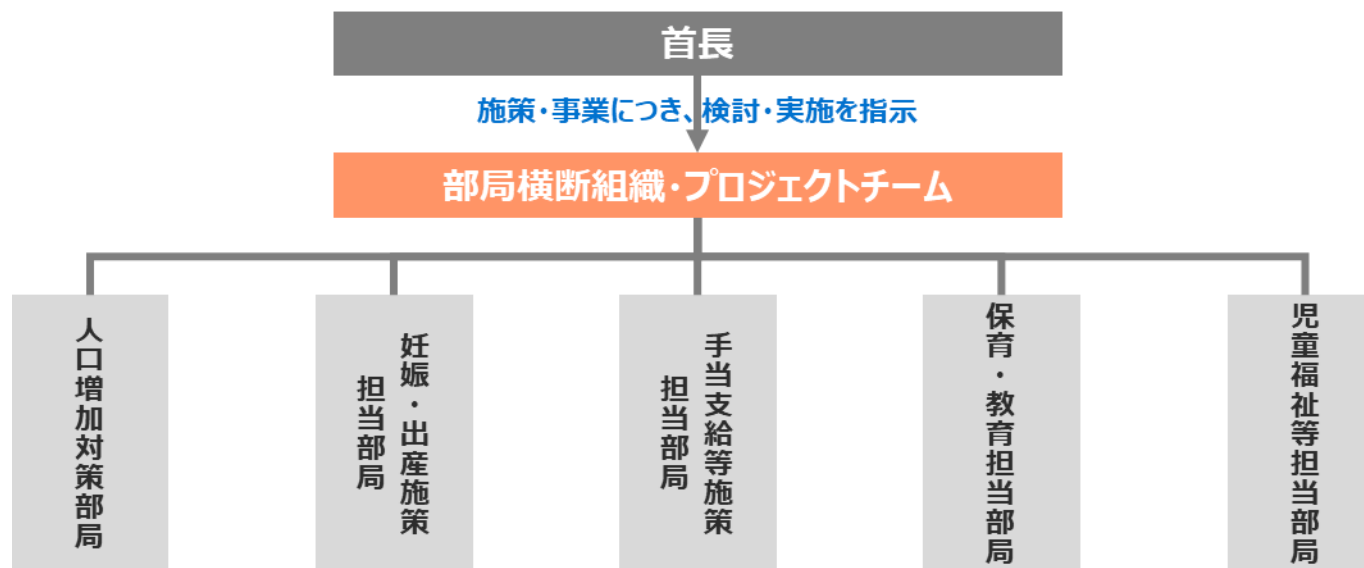 首長
施策・事業につき、検討・実施を指示
部局横断組織・プロジェクトチーム
人口増加対策部局
妊娠・出産施策
担当部局
手当支給等施策
担当部局
保育・教育担当部局
児童福祉等担当部局